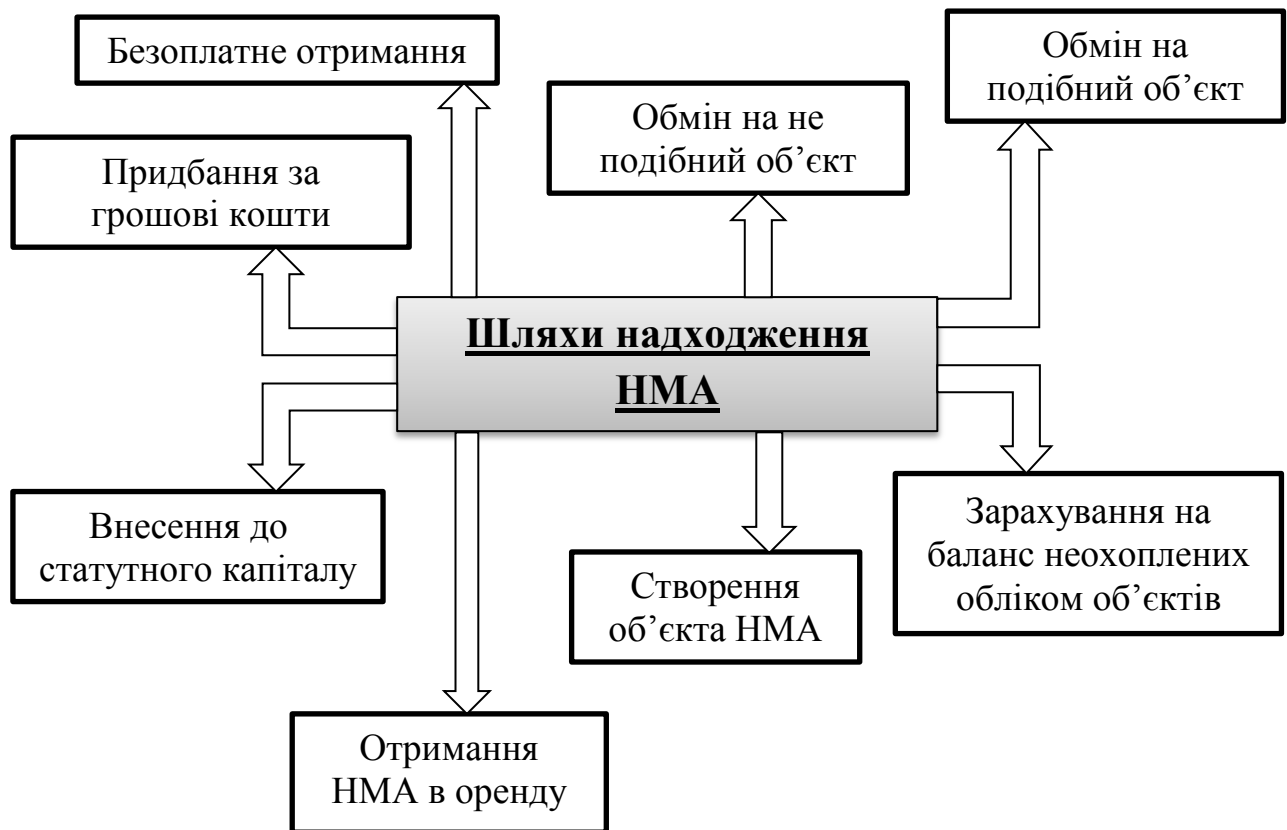 Безоплатне отримання
Обмін на
подібний об’єкт
Обмін на не
подібний об’єкт
Придбання за
грошові кошти
Шляхи надходження
НМА
Внесення до
статутного капіталу
Зарахування на
баланс неохоплених
обліком об’єктів
Створення
об’єкта НМА
Отримання
НМА в оренду